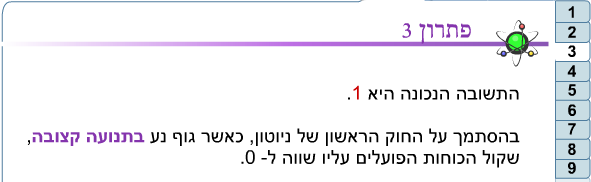 פתרון 3
התשובה הנכונה היא 1.
בהסתמך על החוק הראשון של ניוטון, כאשר גוף נע בתנועה קצובה,
שקול הכוחות הפועלים עליו שווה ל- 0.
1
2
3
4
5
6
7
8
9